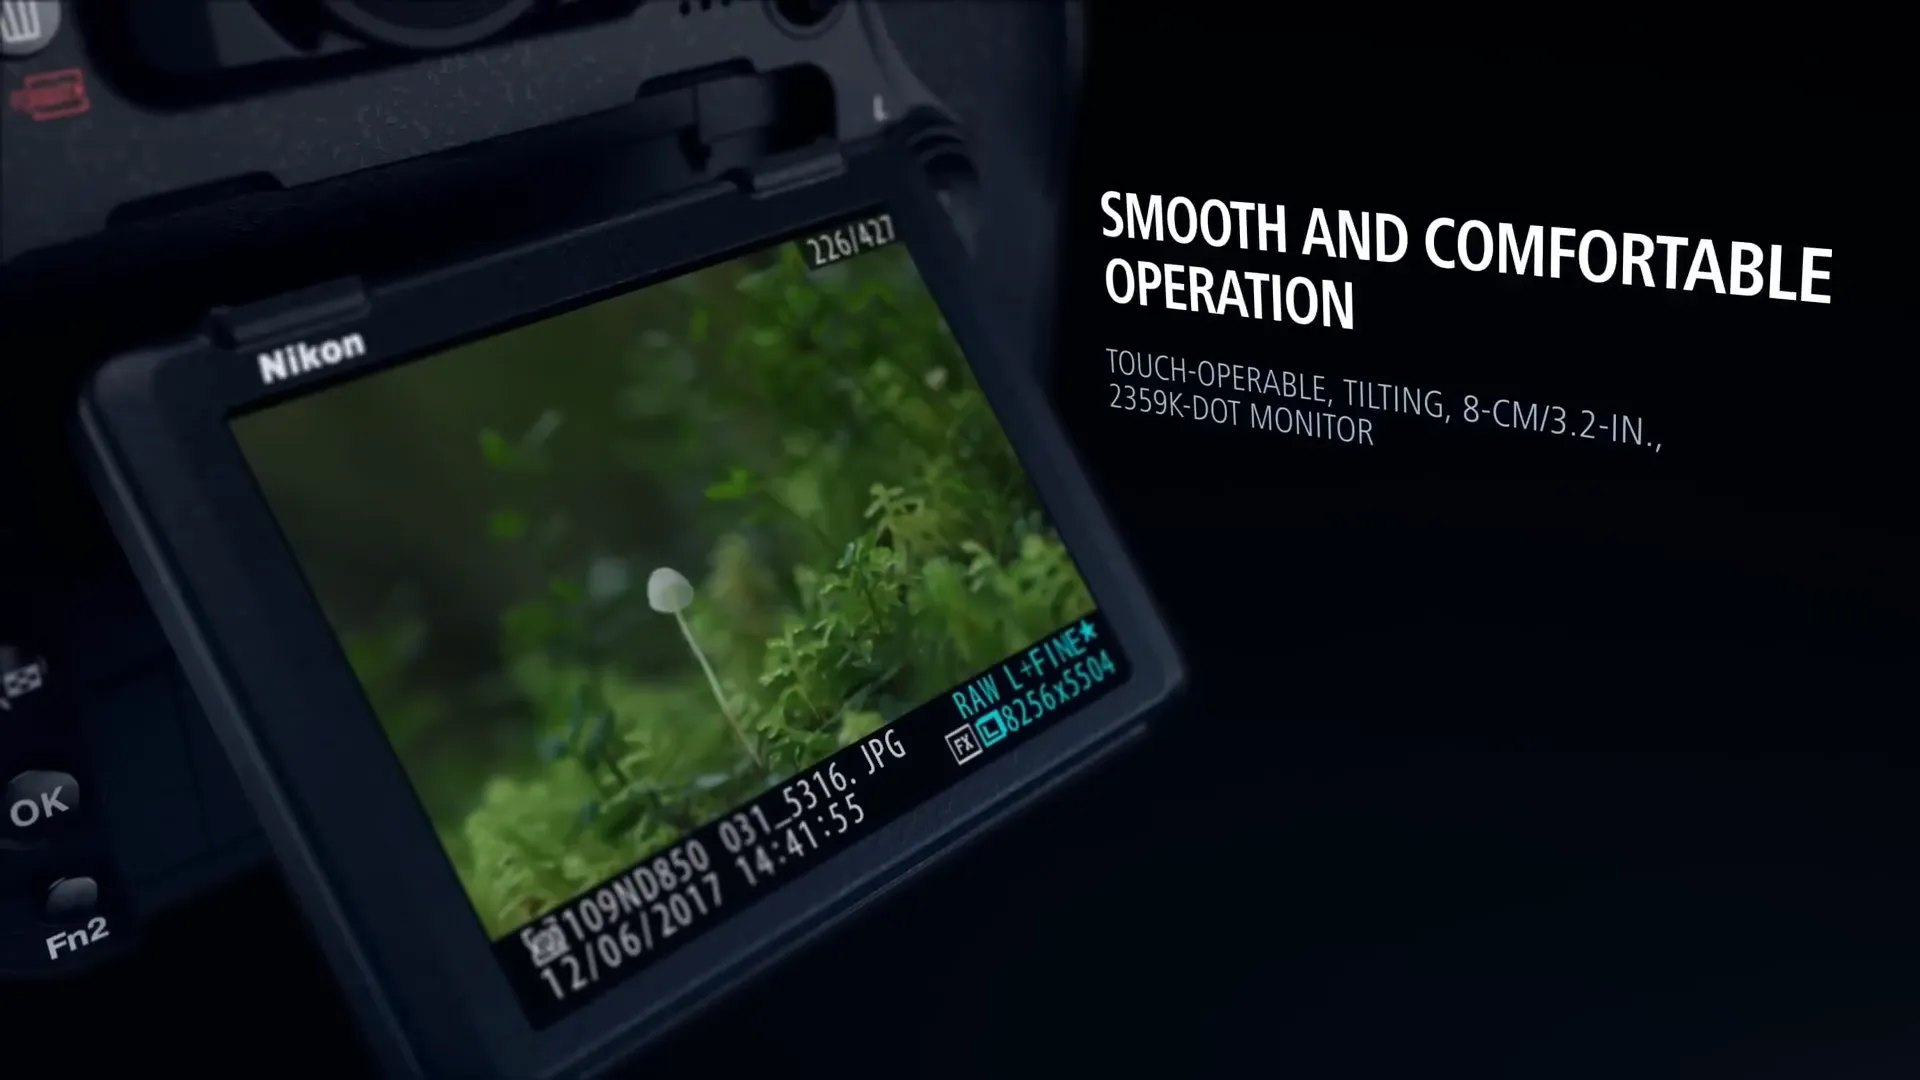 L
226/427
Nikon
SMOOTH AND COMFORTABLE
OPERATION
TOUCH-OPERABLE, TILTING, 8-CM/3.2-IN.,
2359K-DOT MONITOR
RAW L+FINE★
FX L 8256x5504
109ND850 031_5316.JPG
12/06/2017 14:41:55
OK
Fn2